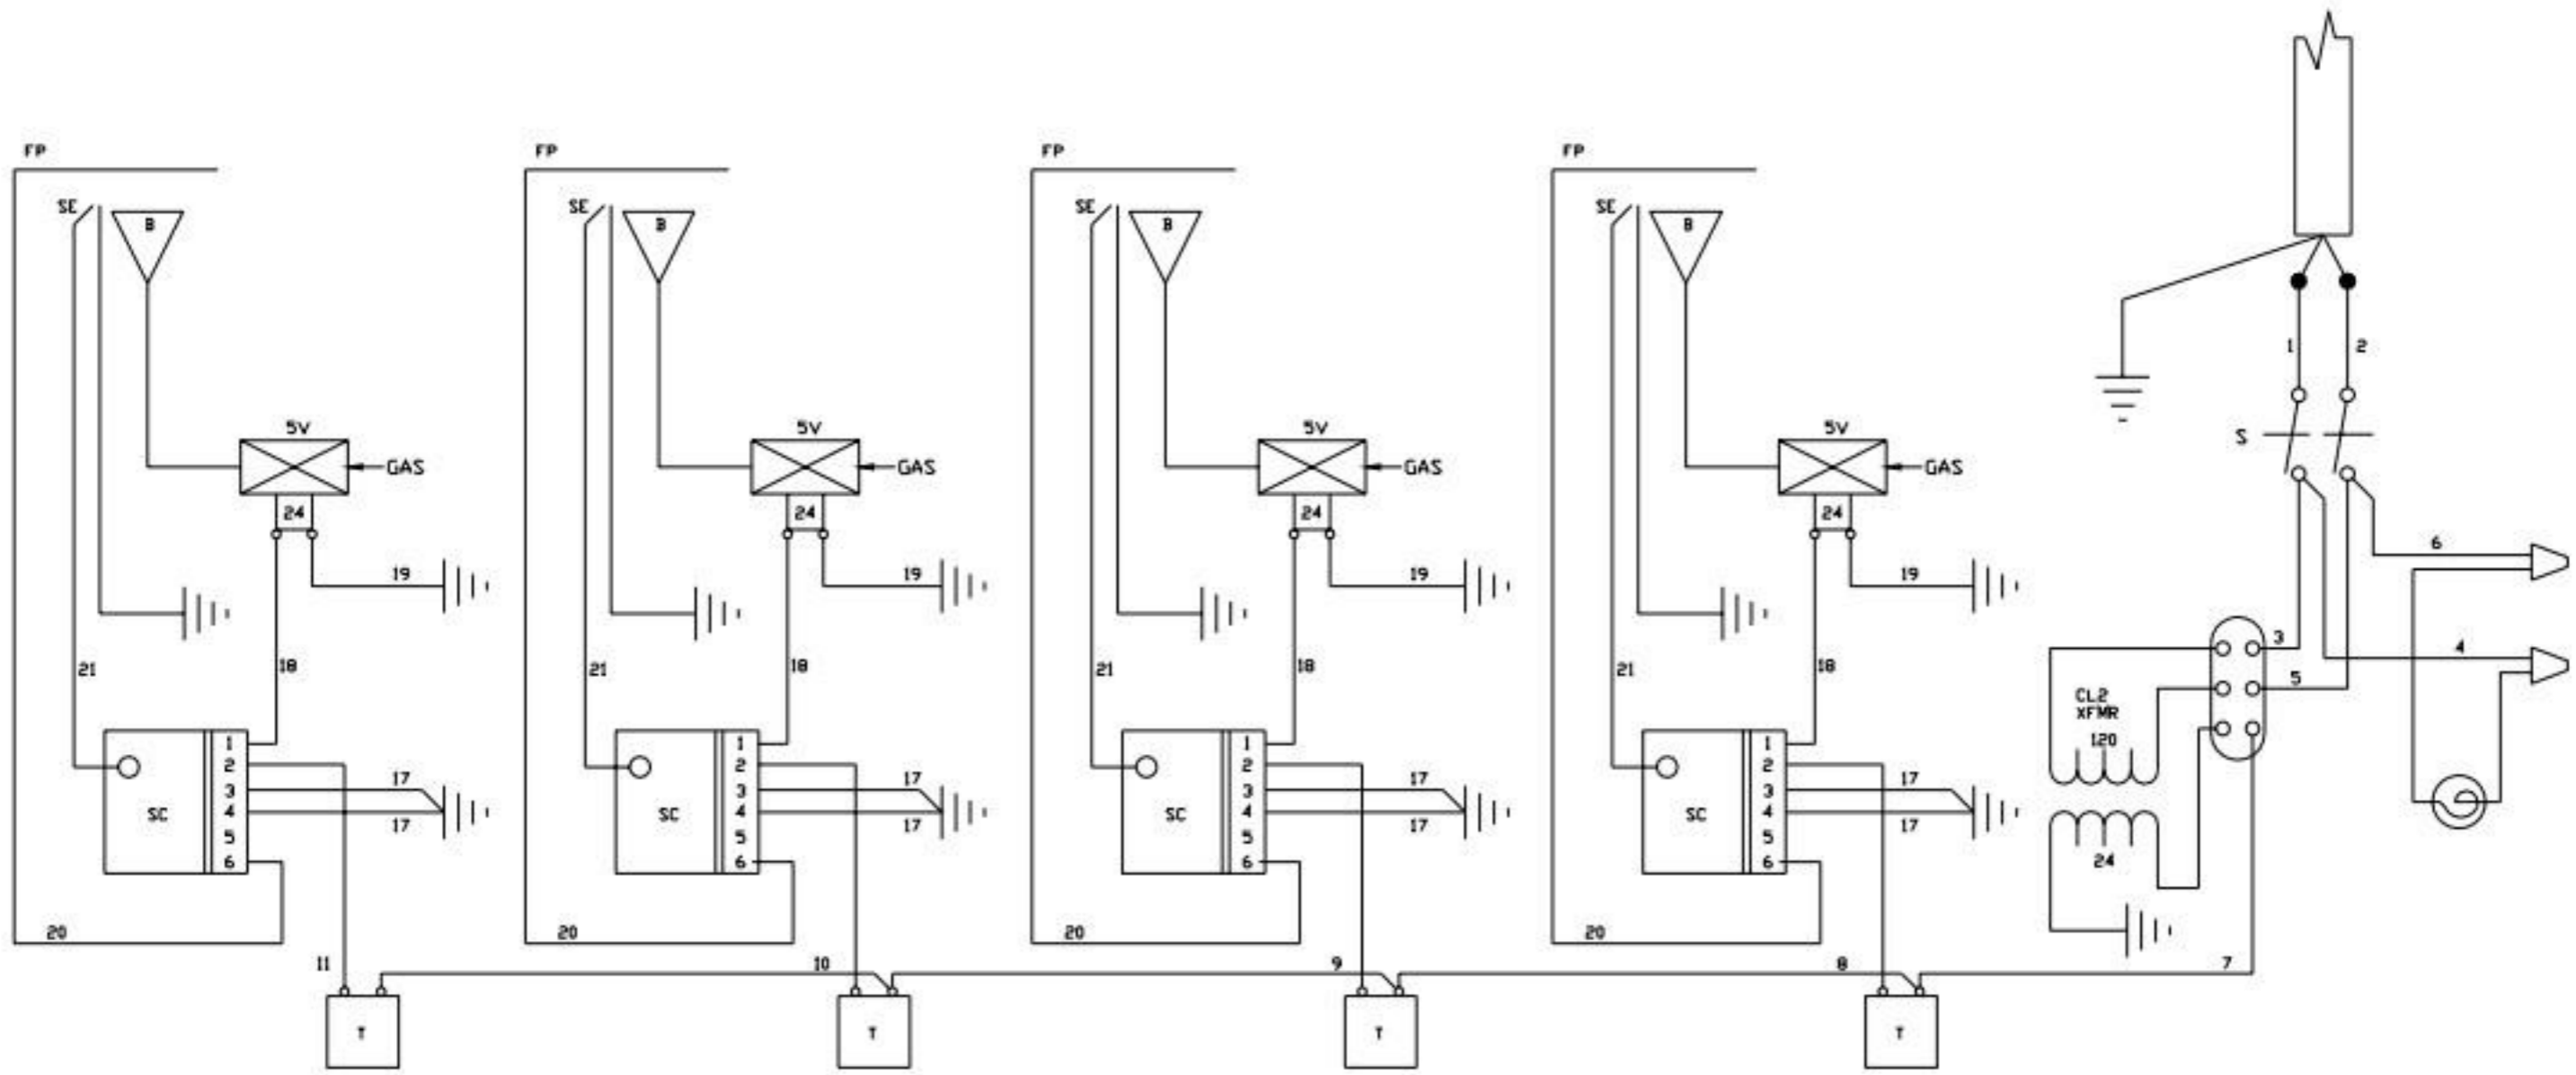 FP FP FP FP
SE B SE B SE B SE B
1 2
5V 5V 5V 5V
S
GAS GAS GAS GAS
24 24 24 24
6
19 19 19 19
3
4
21 18 21 18 21 18 21 18
5
CL2
XFMR
120
1 1 1 1
2 2 2 2
17 17 17 17
3 3 3 3
SC 4 SC 4 SC 4 SC 4
17 17 17 17
5 5 5 5
6 6 6 6
24
20 20 20 20
11 10 9 8 7
T T T T